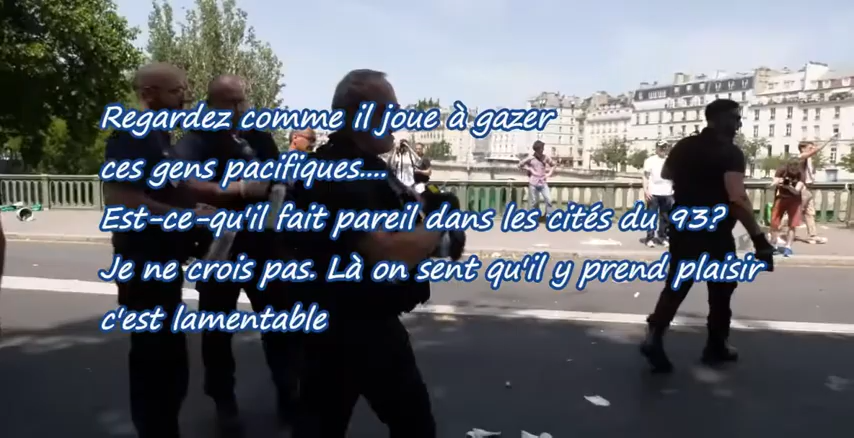 Regardez comme il joue à gazer
ces gens pacifiques....
Est-ce-qu'il fait pareil dans les cités du 93?
Je ne crois pas. Là on sent qu'il y prend plaisir
c'est lamentable